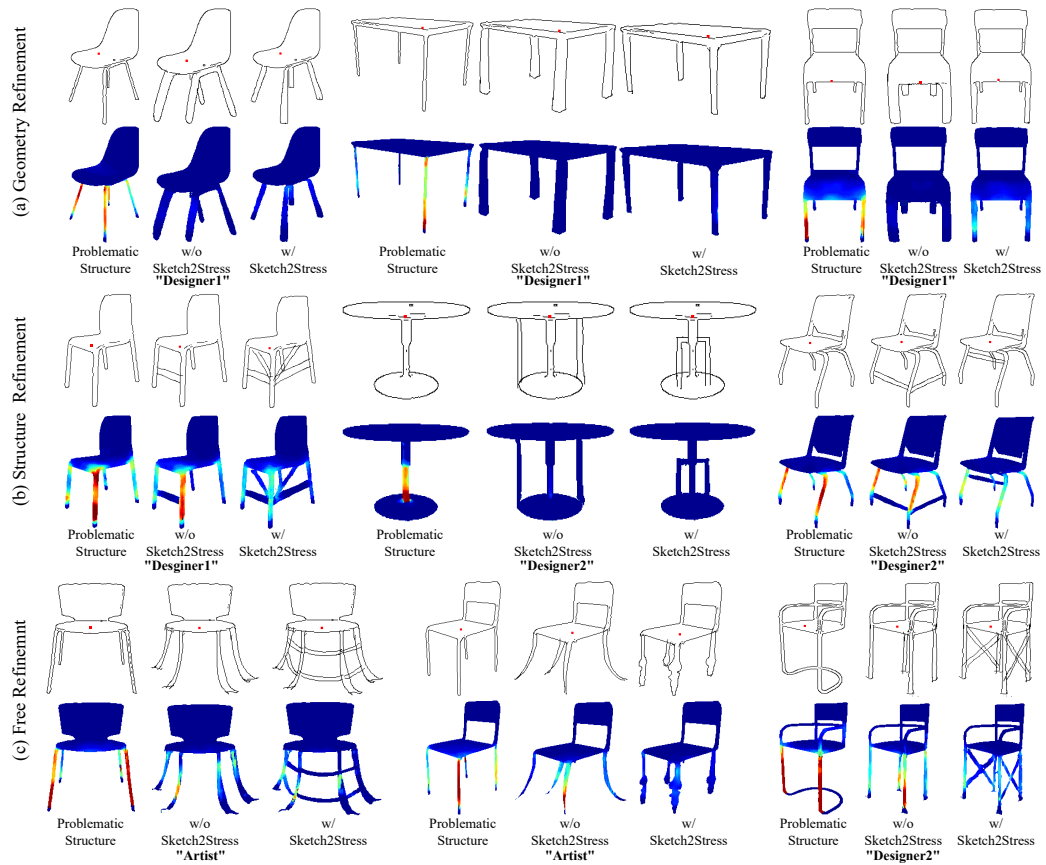 (a) Geometry Refinement
Problematic Structure
w/o Sketch2Stress
w/ Sketch2Stress
"Designer1"
Problematic Structure
w/o Sketch2Stress
w/ Sketch2Stress
"Designer1"
Problematic Structure
w/o Sketch2Stress
w/ Sketch2Stress
"Designer1"
(b) Structure Refinement
Problematic Structure
w/o Sketch2Stress
w/ Sketch2Stress
"Desginer1"
Problematic Structure
w/o Sketch2Stress
w/ Sketch2Stress
"Designer2"
Problematic Structure
w/o Sketch2Stress
w/ Sketch2Stress
"Designer2"
(c) Free Refinemnt
Problematic Structure
w/o Sketch2Stress
w/ Sketch2Stress
"Artist"
Problematic Structure
w/o Sketch2Stress
w/ Sketch2Stress
"Artist"
Problematic Structure
w/o Sketch2Stress
w/ Sketch2Stress
"Designer2"